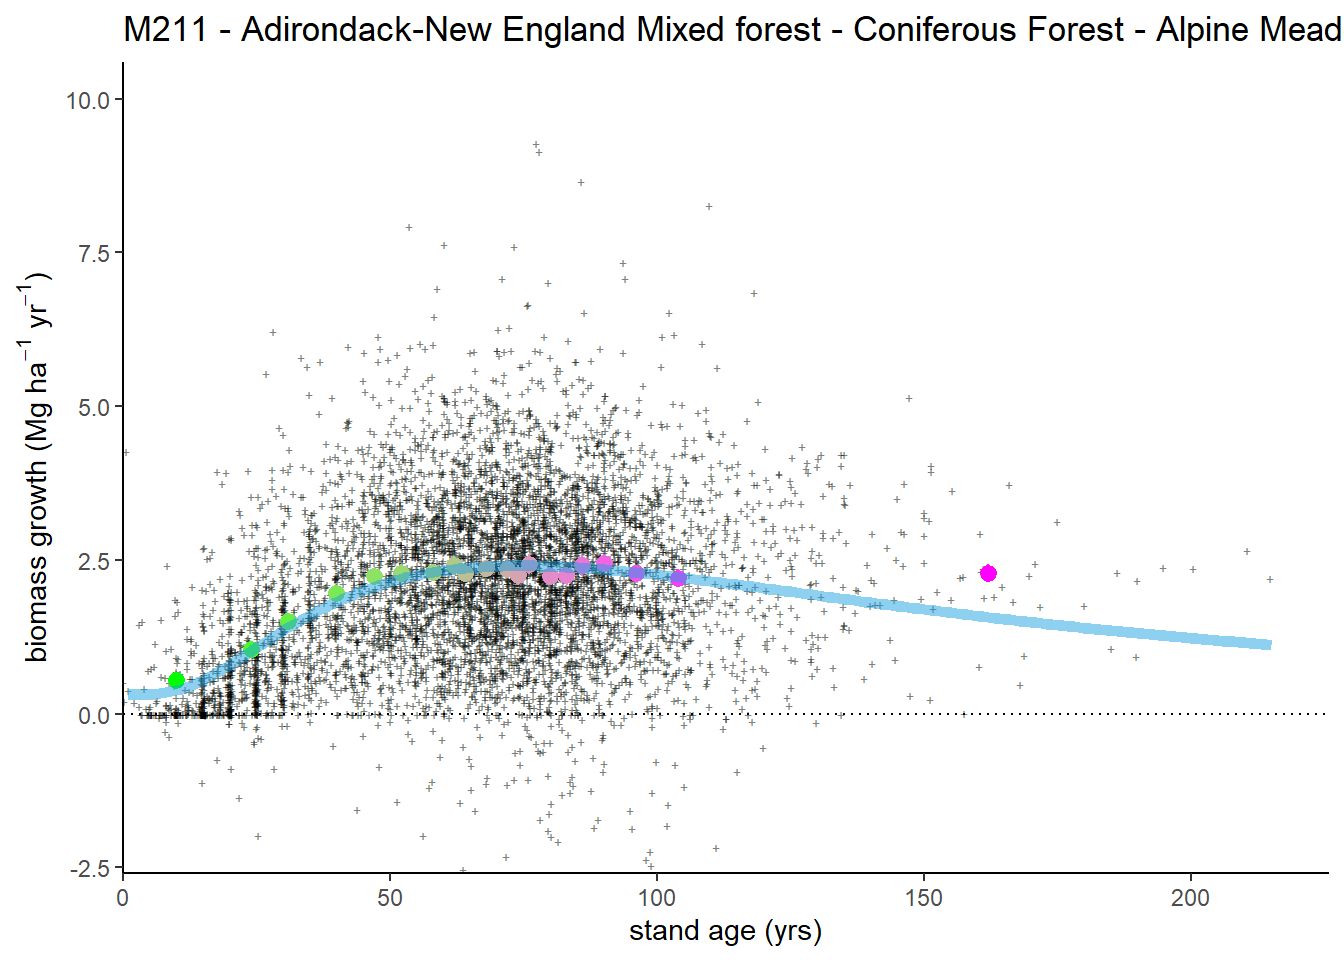 M211 - Adirondack-New England Mixed forest - Coniferous Forest - Alpine Mead
biomass growth (Mg ha⁻¹ yr⁻¹)
10.0
7.5
5.0
2.5
0.0
-2.5
0 50 100 150 200
stand age (yrs)